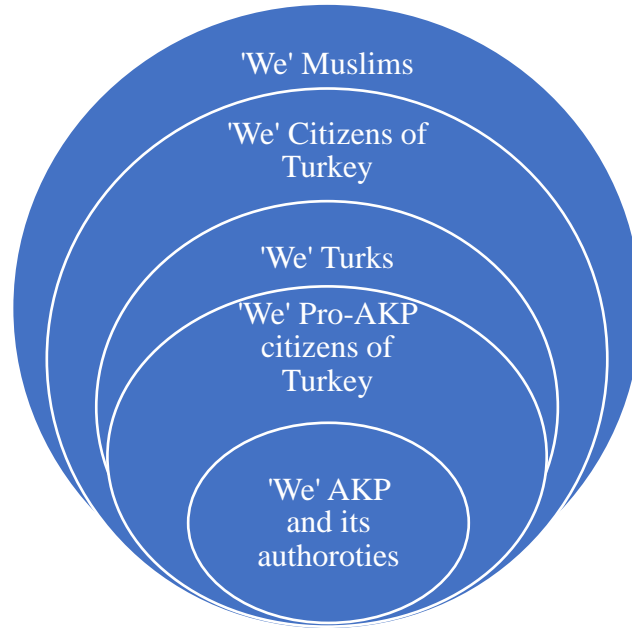 'We' Muslims
'We' Citizens of
Turkey
'We' Turks
'We' Pro-AKP
citizens of
Turkey
'We' AKP
and its
authoroties